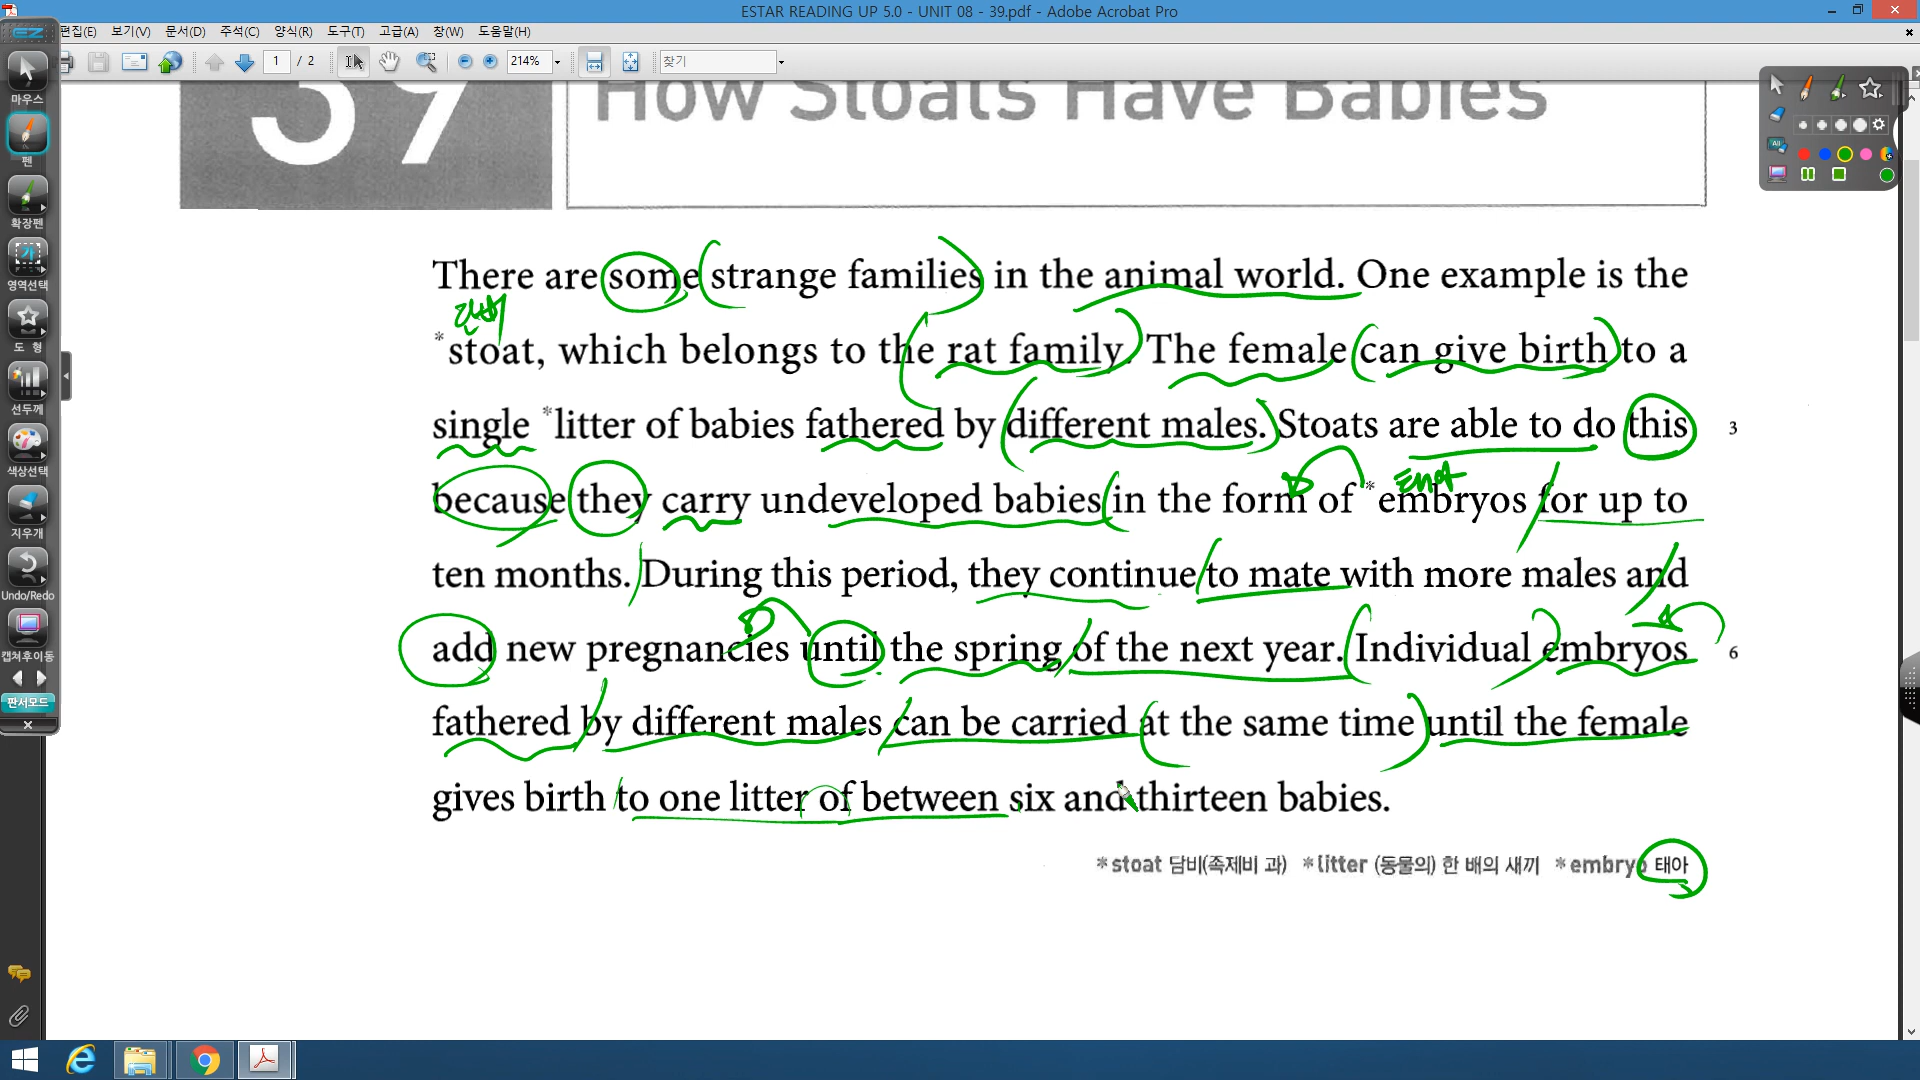 ESTAR READING UP 5.0 - UNIT 08 - 39.pdf - Adobe Acrobat Pro
편집(E) 보기(V) 문서(D) 주석(C) 양식(R) 도구(T) 고급(A) 창(W) 도움말(H)
1 / 2 214% 찾기
39 How Stoats Have Babies
There are some strange families in the animal world. One example is the
담비
*stoat, which belongs to the rat family. The female can give birth to a
single *litter of babies fathered by different males. Stoats are able to do this 3
태아
because they carry undeveloped babies in the form of *embryos for up to
ten months. During this period, they continue to mate with more males and
add new pregnancies until the spring of the next year. Individual embryos 6
fathered by different males can be carried at the same time until the female
gives birth to one litter of between six and thirteen babies.
*stoat 담비(족제비 과) *litter (동물의) 한 배의 새끼 *embryo 태아
마우스
펜
확장펜
가
영역선택
도 형
선두께
색상선택
지우개
Undo/Redo
캡쳐후이동
판서모드
All